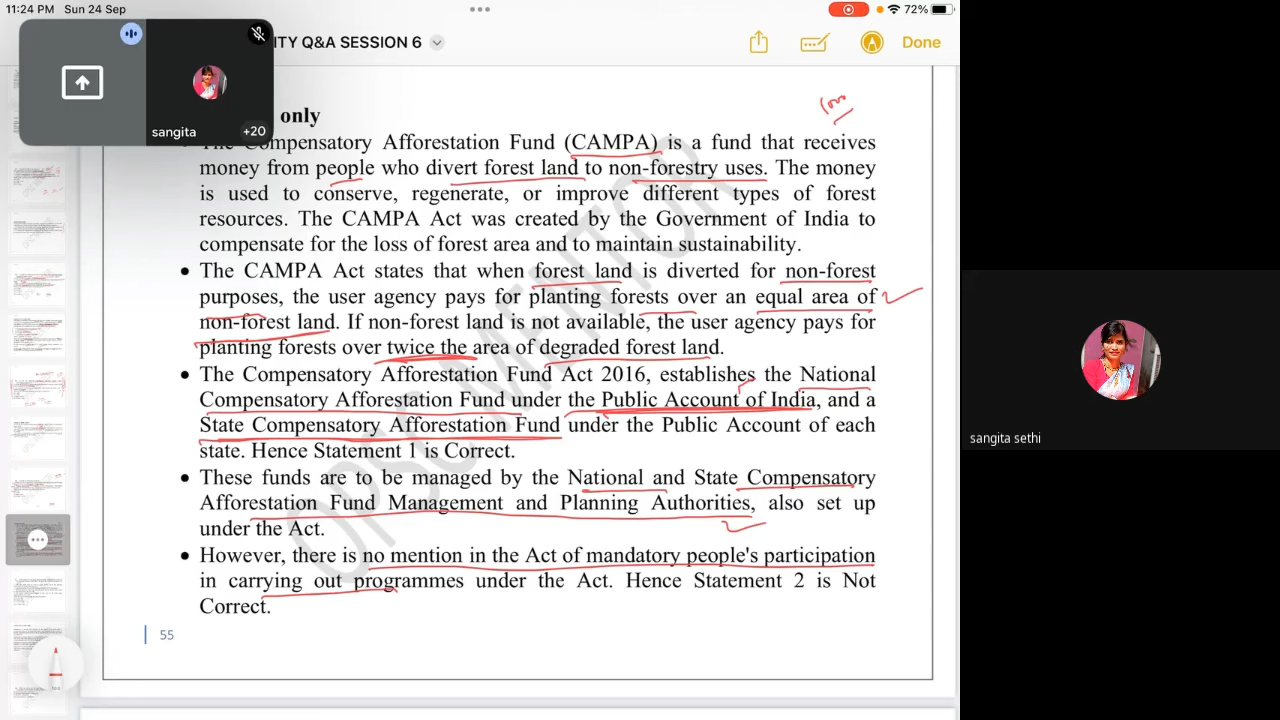 11:24 PM Sun 24 Sep
72%
ITY Q&A SESSION 6
Done
sangita
+20
only
The Compensatory Afforestation Fund (CAMPA) is a fund that receives
money from people who divert forest land to non-forestry uses. The money
is used to conserve, regenerate, or improve different types of forest
resources. The CAMPA Act was created by the Government of India to
compensate for the loss of forest area and to maintain sustainability.
• The CAMPA Act states that when forest land is diverted for non-forest
purposes, the user agency pays for planting forests over an equal area of
non-forest land. If non-forest land is not available, the user agency pays for
planting forests over twice the area of degraded forest land.
• The Compensatory Afforestation Fund Act 2016, establishes the National
Compensatory Afforestation Fund under the Public Account of India, and a
State Compensatory Afforestation Fund under the Public Account of each
state. Hence Statement 1 is Correct.
• These funds are to be managed by the National and State Compensatory
Afforestation Fund Management and Planning Authorities, also set up
under the Act.
• However, there is no mention in the Act of mandatory people's participation
in carrying out programmes under the Act. Hence Statement 2 is Not
Correct.
55
sangita sethi